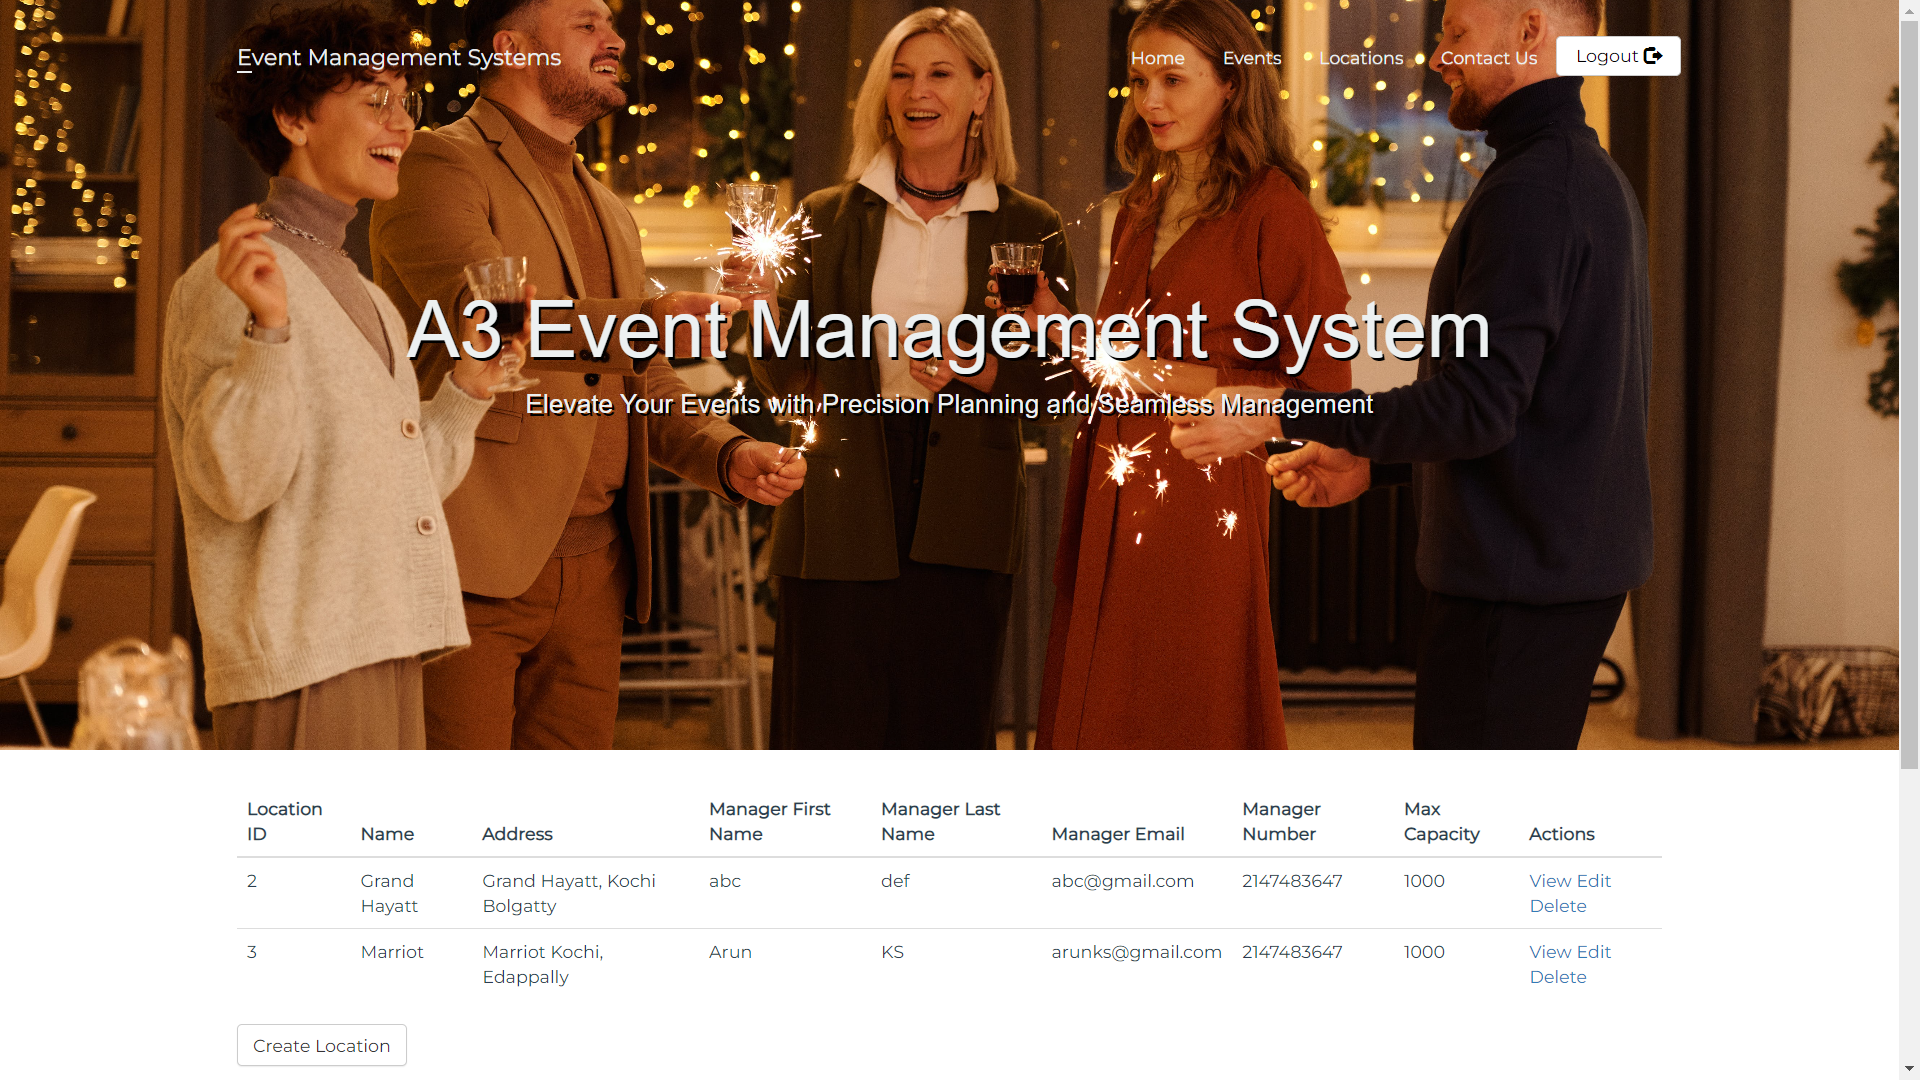 Event Management Systems
Home Events Locations Contact Us Logout
A3 Event Management System
Elevate Your Events with Precision Planning and Seamless Management
Location ID Name Address Manager First Name Manager Last Name Manager Email Manager Number Max Capacity Actions
2 Grand Hayatt Grand Hayatt, Kochi Bolgatty abc def abc@gmail.com 2147483647 1000 View Edit Delete
3 Marriot Marriot Kochi, Edappally Arun KS arunks@gmail.com 2147483647 1000 View Edit Delete
Create Location